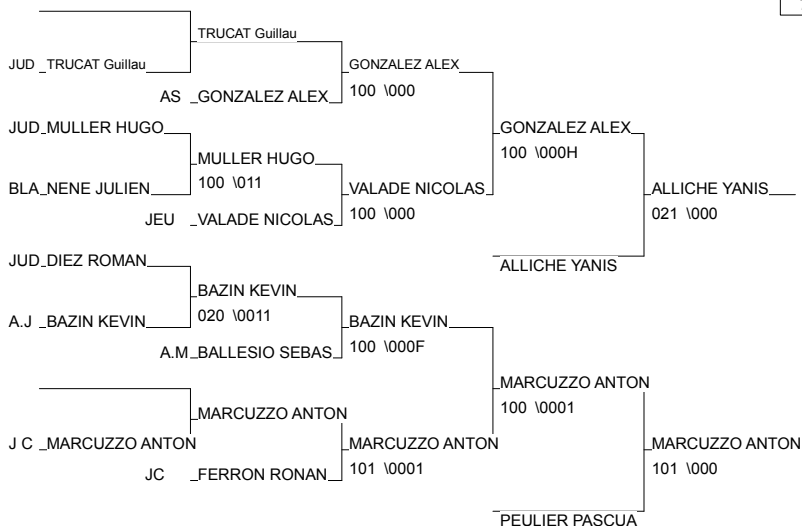 TRUCAT Guillau
JUD TRUCAT Guillau
GONZALEZ ALEX
100 \000
AS GONZALEZ ALEX
JUD MULLER HUGO
GONZALEZ ALEX
100 \000H
MULLER HUGO
100 \011
BLA NENE JULIEN
VALADE NICOLAS
100 \000
ALLICHE YANIS
021 \000
JEU VALADE NICOLAS
JUD DIEZ ROMAN
ALLICHE YANIS
BAZIN KEVIN
020 \0011
A.J BAZIN KEVIN
BAZIN KEVIN
100 \000F
A.M BALLESIO SEBAS
MARCUZZO ANTON
100 \0001
MARCUZZO ANTON
J C MARCUZZO ANTON
MARCUZZO ANTON
101 \0001
MARCUZZO ANTON
101 \000
JC FERRON RONAN
PEULIER PASCUA